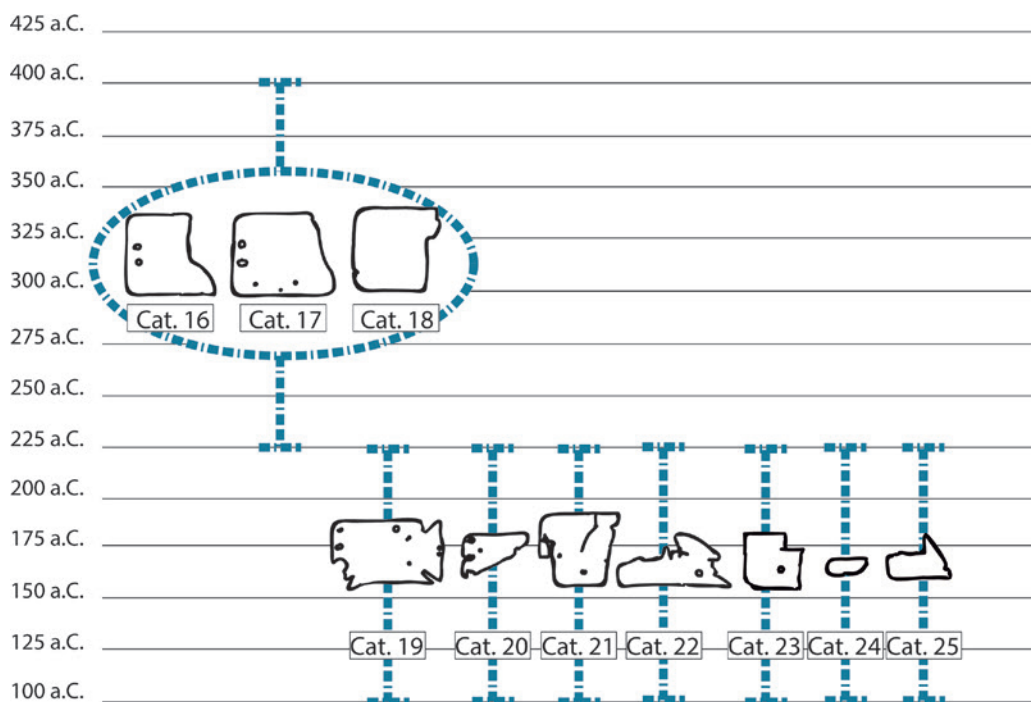 425 a.C.
400 a.C.
375 a.C.
350 a.C.
325 a.C.
300 a.C.
Cat. 16 Cat. 17 Cat. 18
275 a.C.
250 a.C.
225 a.C.
200 a.C.
175 a.C.
150 a.C.
125 a.C. Cat. 19 Cat. 20 Cat. 21 Cat. 22 Cat. 23 Cat. 24 Cat. 25
100 a.C.